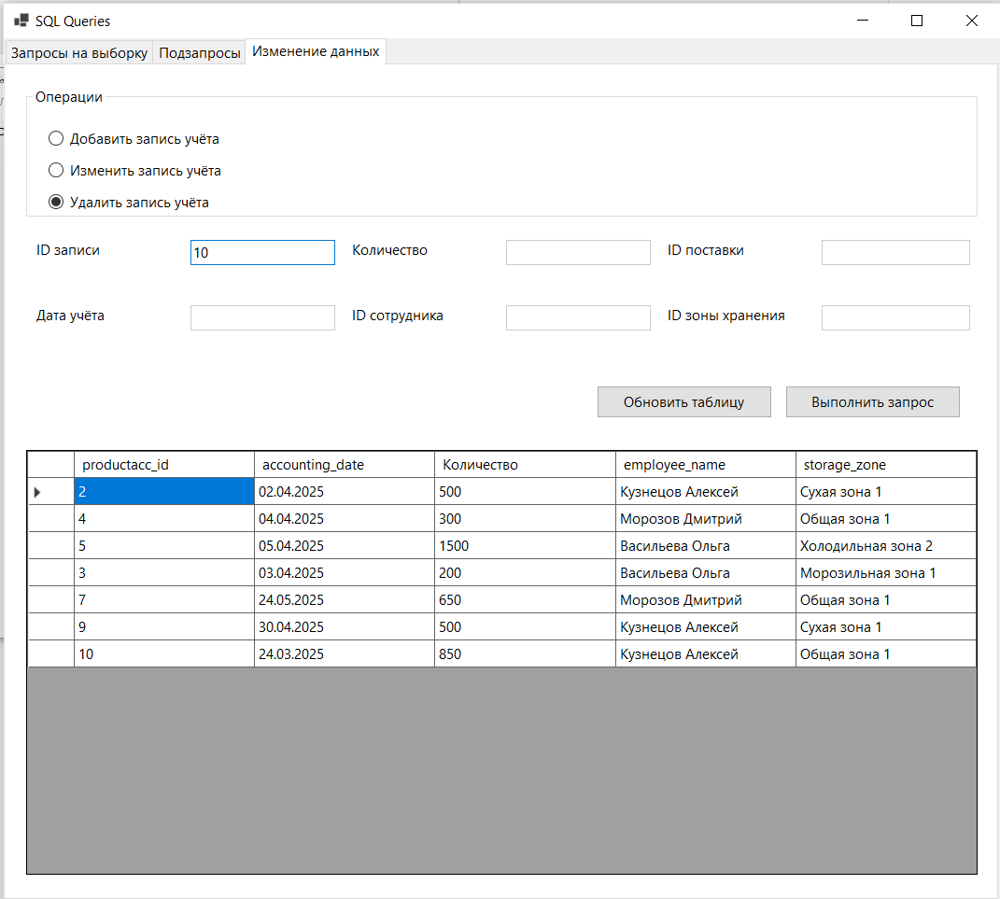 SQL Queries
Запросы на выборку Подзапросы Изменение данных
Операции
Добавить запись учёта
Изменить запись учёта
Удалить запись учёта
ID записи 10 Количество ID поставки
Дата учёта ID сотрудника ID зоны хранения
Обновить таблицу Выполнить запрос
productacc_id accounting_date Количество employee_name storage_zone
2 02.04.2025 500 Кузнецов Алексей Сухая зона 1
4 04.04.2025 300 Морозов Дмитрий Общая зона 1
5 05.04.2025 1500 Васильева Ольга Холодильная зона 2
3 03.04.2025 200 Васильева Ольга Морозильная зона 1
7 24.05.2025 650 Морозов Дмитрий Общая зона 1
9 30.04.2025 500 Кузнецов Алексей Сухая зона 1
10 24.03.2025 850 Кузнецов Алексей Общая зона 1